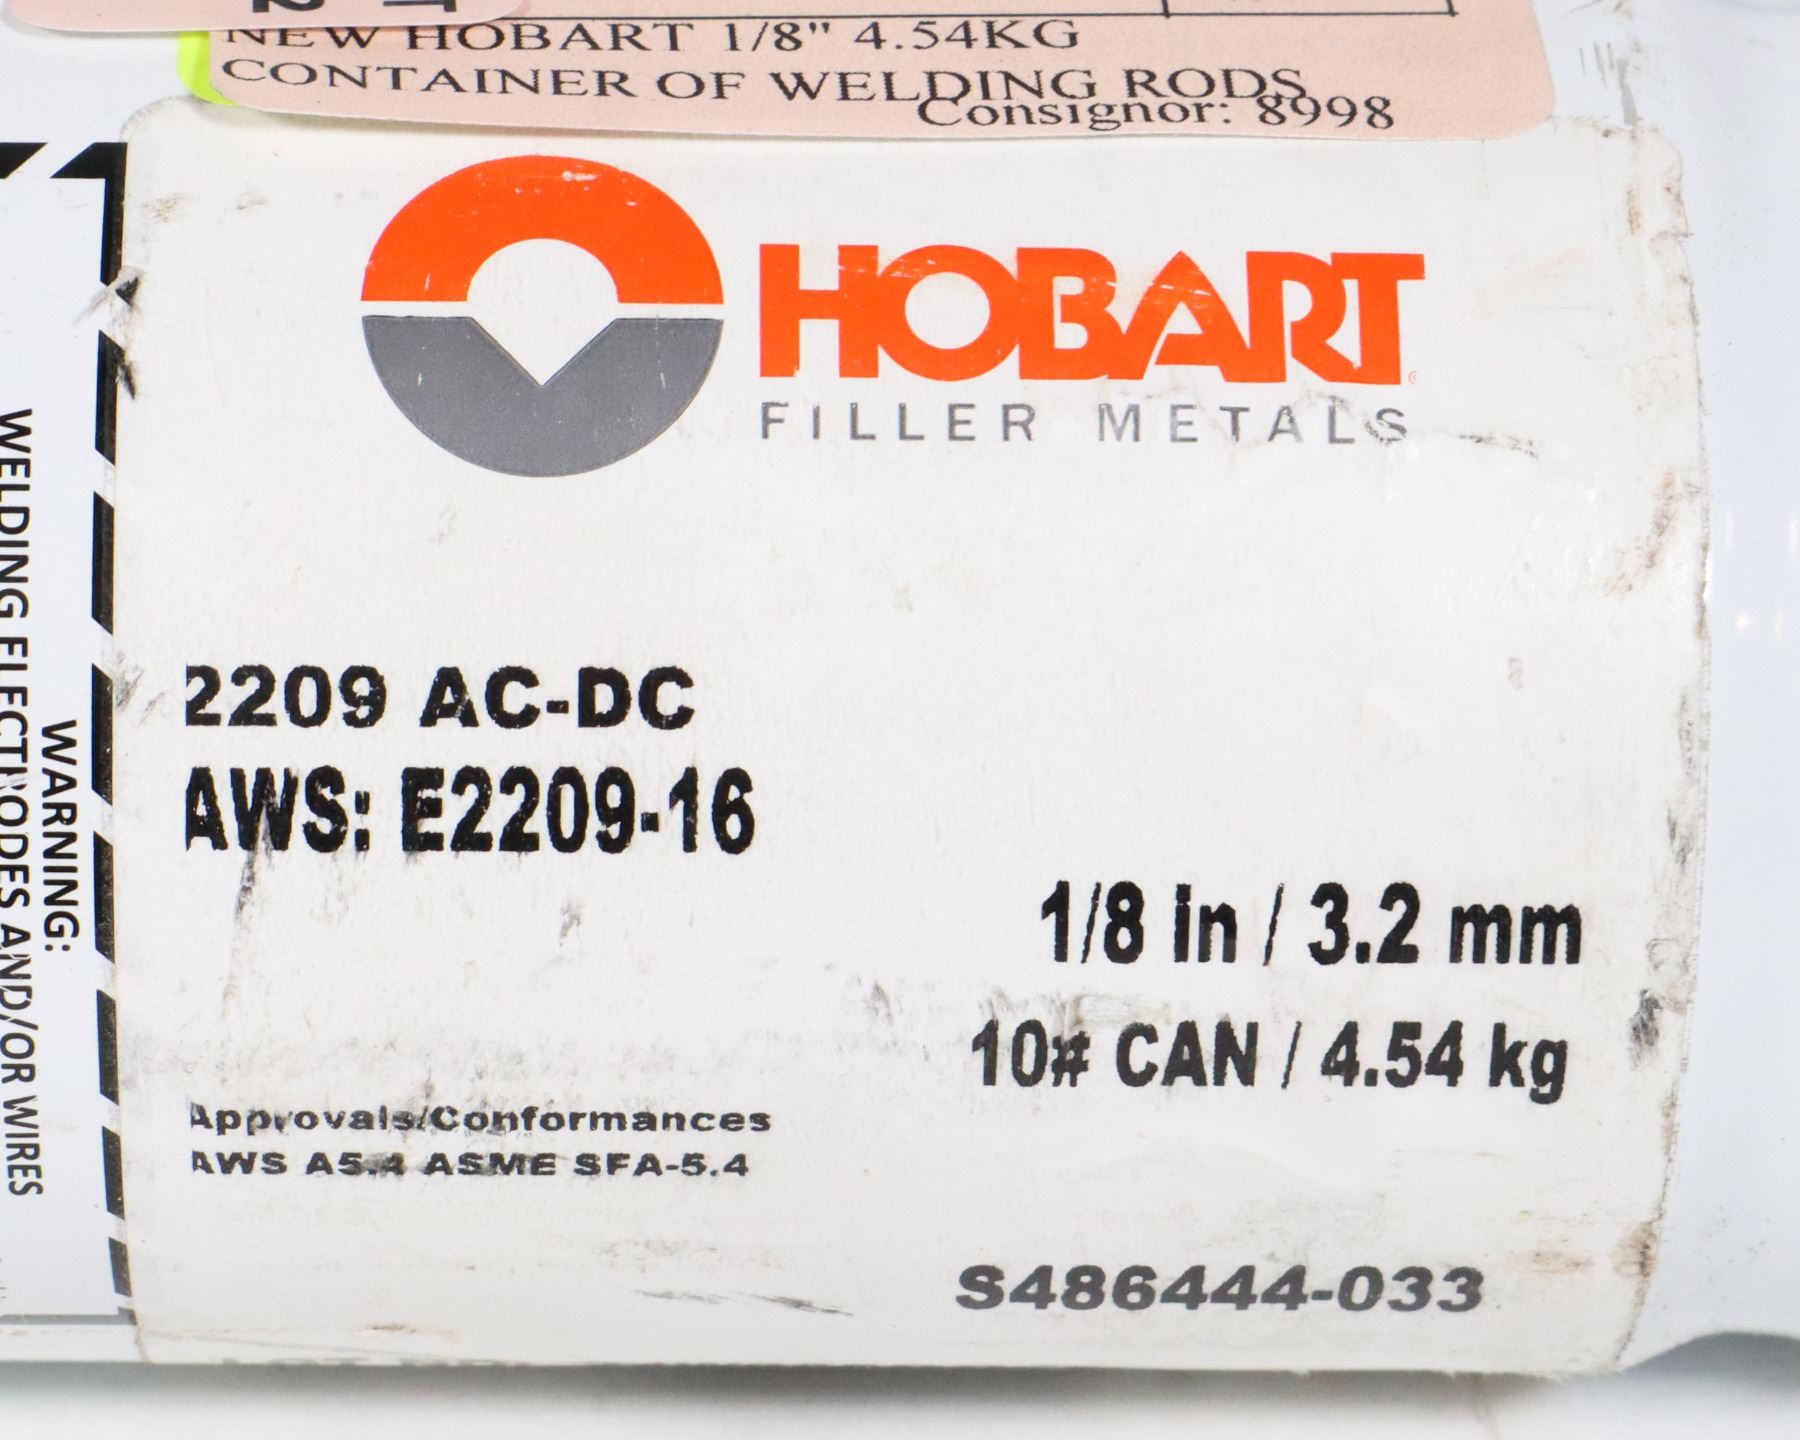 NEW HOBART 1/8" 4.54KG
CONTAINER OF WELDING RODS
Consignor: 8998
HOBART
FILLER METALS
2209 AC-DC
AWS: E2209-16
1/8 in / 3.2 mm
10# CAN / 4.54 kg
Approvals/Conformances
AWS A5.4 ASME SFA-5.4
S486444-033
WARNING:
WELDING ELECTRODES AND/OR WIRES